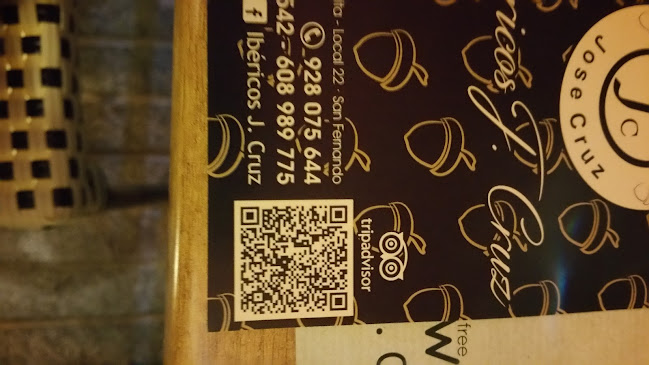 Jose Cruz
JC
ricos J. Cruz
tripadvisor
Local 22 · San Fernando
928 075 644
642 - 608 989 775
f Ibéricos J. Cruz
free
W